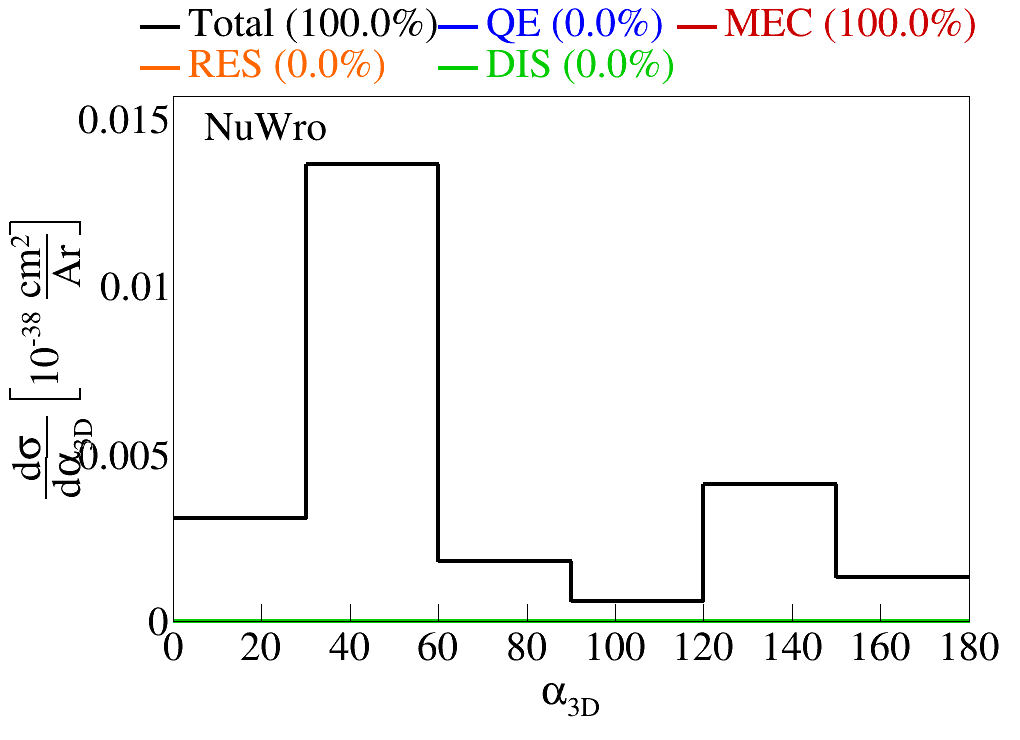 Total (100.0%) QE (0.0%) MEC (100.0%)
RES (0.0%) DIS (0.0%)
NuWro
0.015
0.01
0.005
0
dσ/dα3D [10-38 cm2/Ar]
0 20 40 60 80 100 120 140 160 180
α3D